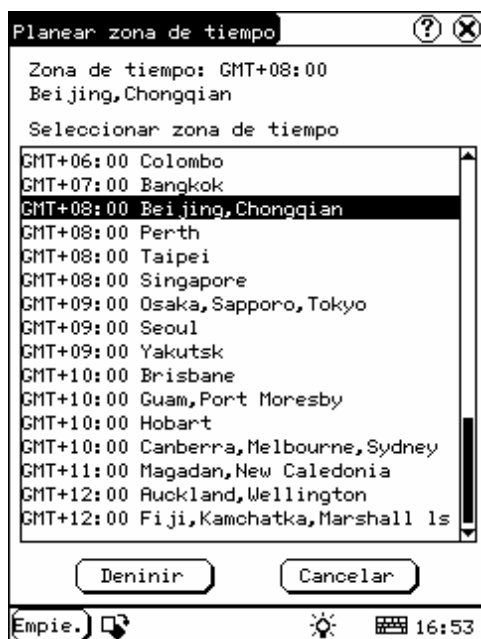 Planear zona de tiempo ? X
Zona de tiempo: GMT+08:00
Beijing,Chongqian
Seleccionar zona de tiempo
GMT+06:00 Colombo
GMT+07:00 Bangkok
GMT+08:00 Beijing,Chongqian
GMT+08:00 Perth
GMT+08:00 Taipei
GMT+08:00 Singapore
GMT+09:00 Osaka,Sapporo,Tokyo
GMT+09:00 Seoul
GMT+09:00 Yakutsk
GMT+10:00 Brisbane
GMT+10:00 Guam,Port Moresby
GMT+10:00 Hobart
GMT+10:00 Canberra,Melbourne,Sydney
GMT+11:00 Magadan,New Caledonia
GMT+12:00 Auckland,Wellington
GMT+12:00 Fiji,Kamchatka,Marshall ls
Deninir Cancelar
Empie. 16:53